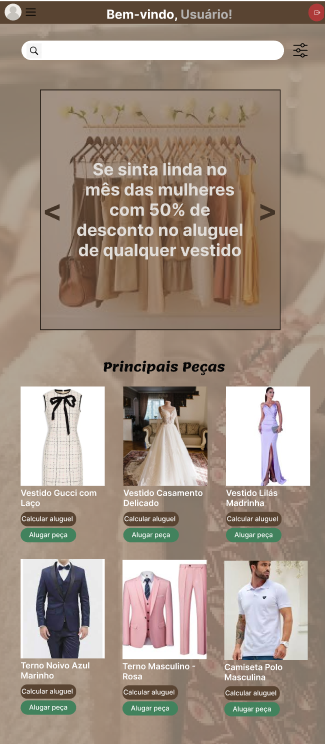 Bem-vindo, Usuário!
Se sinta linda no
mês das mulheres
com 50% de
desconto no aluguel
de qualquer vestido
<
>
Principais Peças
Vestido Gucci com
Laço
Calcular aluguel
Alugar peça
Vestido Casamento
Delicado
Calcular aluguel
Alugar peça
Vestido Lilás
Madrinha
Calcular aluguel
Alugar peça
Terno Noivo Azul
Marinho
Calcular aluguel
Alugar peça
Terno Masculino -
Rosa
Calcular aluguel
Alugar peça
Camiseta Polo
Masculina
Calcular aluguel
Alugar peça